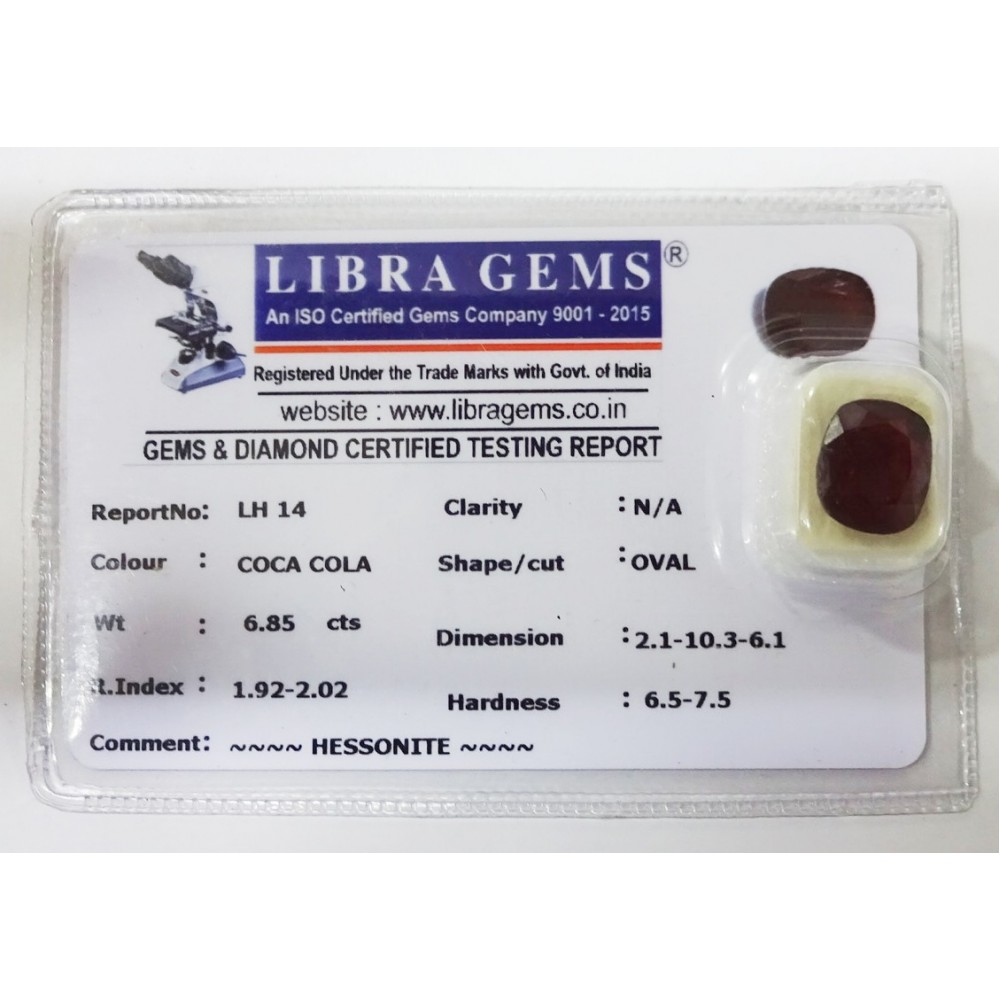 LIBRA GEMS ®
An ISO Certified Gems Company 9001 - 2015
Registered Under the Trade Marks with Govt. of India
website : www.libragems.co.in
GEMS & DIAMOND CERTIFIED TESTING REPORT
ReportNo: LH 14 Clarity : N/A
Colour : COCA COLA Shape/cut : OVAL
Wt : 6.85 cts Dimension : 2.1-10.3-6.1
R.Index : 1.92-2.02 Hardness : 6.5-7.5
Comment: ~~~~ HESSONITE ~~~~